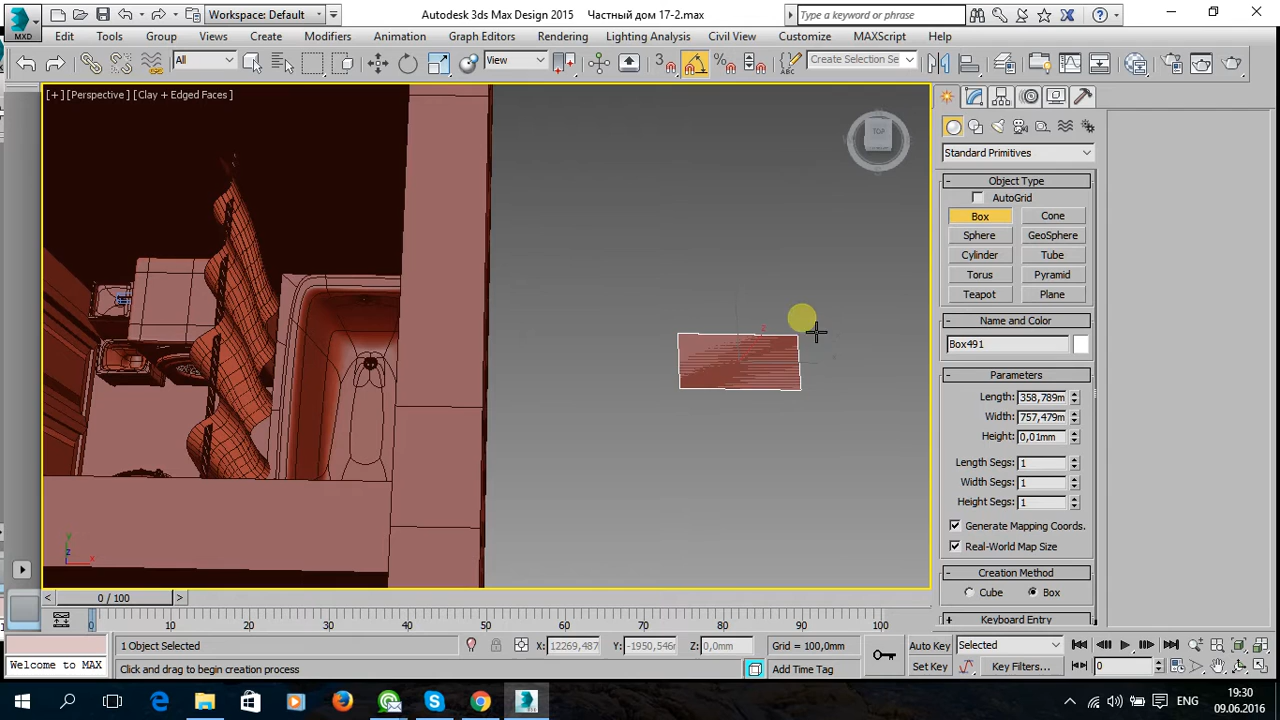 MXD
Workspace: Default
Autodesk 3ds Max Design 2015 Частный дом 17-2.max
Type a keyword or phrase
Edit Tools Group Views Create Modifiers Animation Graph Editors Rendering Lighting Analysis Civil View Customize MAXScript Help
All
View
3
Create Selection Se
[+] [Perspective] [Clay + Edged Faces]
TOP
Standard Primitives
Object Type
AutoGrid
Box Cone
Sphere GeoSphere
Cylinder Tube
Torus Pyramid
Teapot Plane
Name and Color
Box491
Parameters
Length: 358,789m
Width: 757,479m
Height: 0,01mm
Length Segs: 1
Width Segs: 1
Height Segs: 1
Generate Mapping Coords.
Real-World Map Size
Creation Method
Cube Box
Keyboard Entry
y
z
x
0 / 100
0 10 20 30 40 50 60 70 80 90 100
1 Object Selected
X: 12269,487 Y: -1950,546r Z: 0,0mm
Grid = 100,0mm
Auto Key Selected
Welcome to MAX
Click and drag to begin creation process
Add Time Tag
Set Key Key Filters... 0
ENG
19:30
09.06.2016